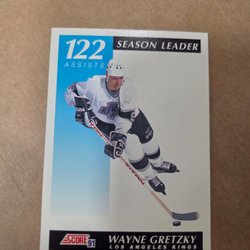 122
ASSISTS
SEASON LEADER
SCORE 91
WAYNE GRETZKY
LOS ANGELES KINGS